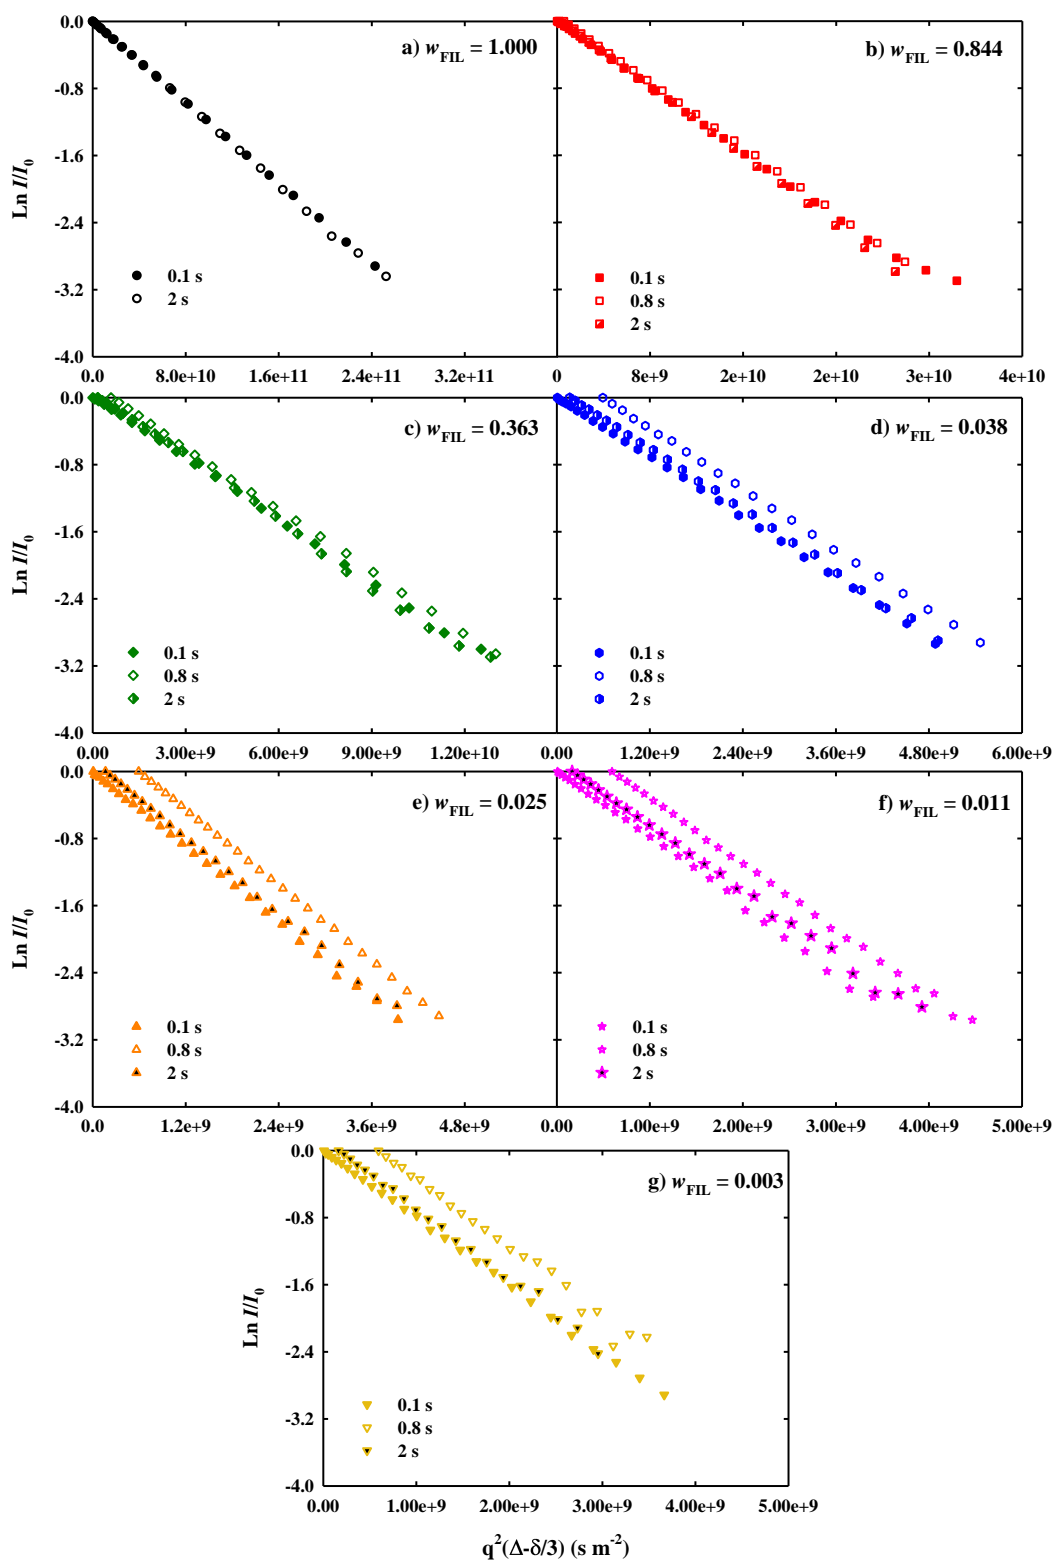 a) wFIL = 1.000
b) wFIL = 0.844
0.0
-0.8
-1.6
-2.4
-3.2
-4.0
Ln I/I0
0.1 s
2 s
0.1 s
0.8 s
2 s
0.0 8.0e+10 1.6e+11 2.4e+11 3.2e+11
0 8e+9 2e+10 2e+10 3e+10 4e+10
c) wFIL = 0.363
d) wFIL = 0.038
0.0
-0.8
-1.6
-2.4
-3.2
-4.0
Ln I/I0
0.1 s
0.8 s
2 s
0.1 s
0.8 s
2 s
0.00 3.00e+9 6.00e+9 9.00e+9 1.20e+10
0.00 1.20e+9 2.40e+9 3.60e+9 4.80e+9 6.00e+9
e) wFIL = 0.025
f) wFIL = 0.011
0.0
-0.8
-1.6
-2.4
-3.2
-4.0
Ln I/I0
0.1 s
0.8 s
2 s
0.1 s
0.8 s
2 s
0.0 1.2e+9 2.4e+9 3.6e+9 4.8e+9
0.00 1.00e+9 2.00e+9 3.00e+9 4.00e+9 5.00e+9
g) wFIL = 0.003
0.0
-0.8
-1.6
-2.4
-3.2
-4.0
Ln I/I0
0.1 s
0.8 s
2 s
0.00 1.00e+9 2.00e+9 3.00e+9 4.00e+9 5.00e+9
q²(Δ-δ/3) (s m⁻²)